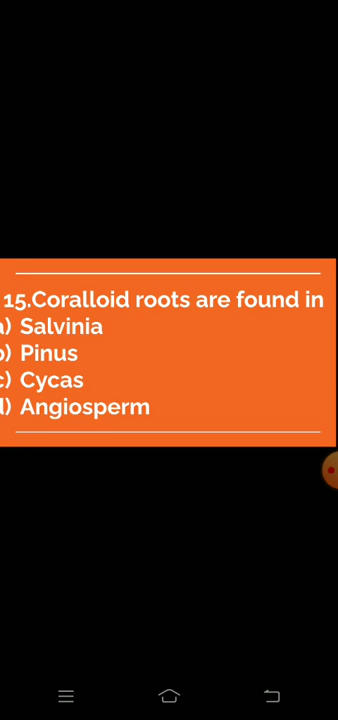 15.Coralloid roots are found in
a) Salvinia
b) Pinus
c) Cycas
d) Angiosperm